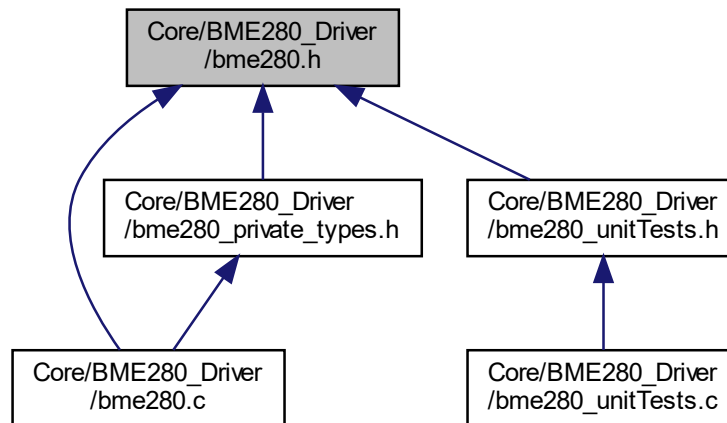 Core/BME280_Driver
/bme280.h
Core/BME280_Driver
/bme280_private_types.h
Core/BME280_Driver
/bme280_unitTests.h
Core/BME280_Driver
/bme280.c
Core/BME280_Driver
/bme280_unitTests.c